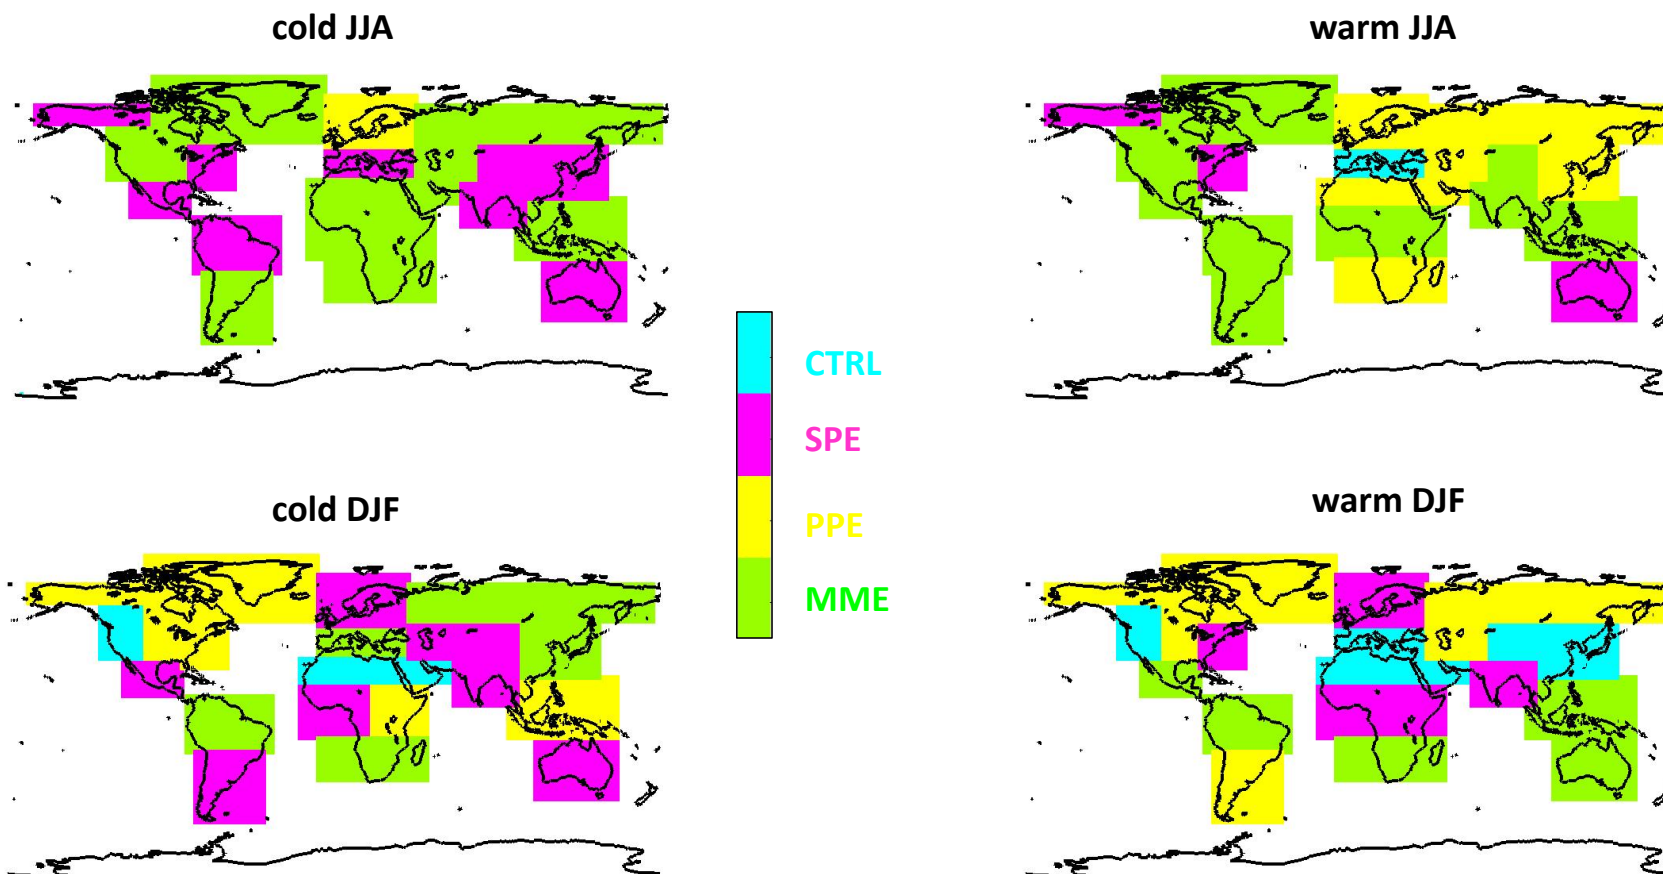 cold JJA
warm JJA
CTRL
SPE
PPE
MME
cold DJF
warm DJF